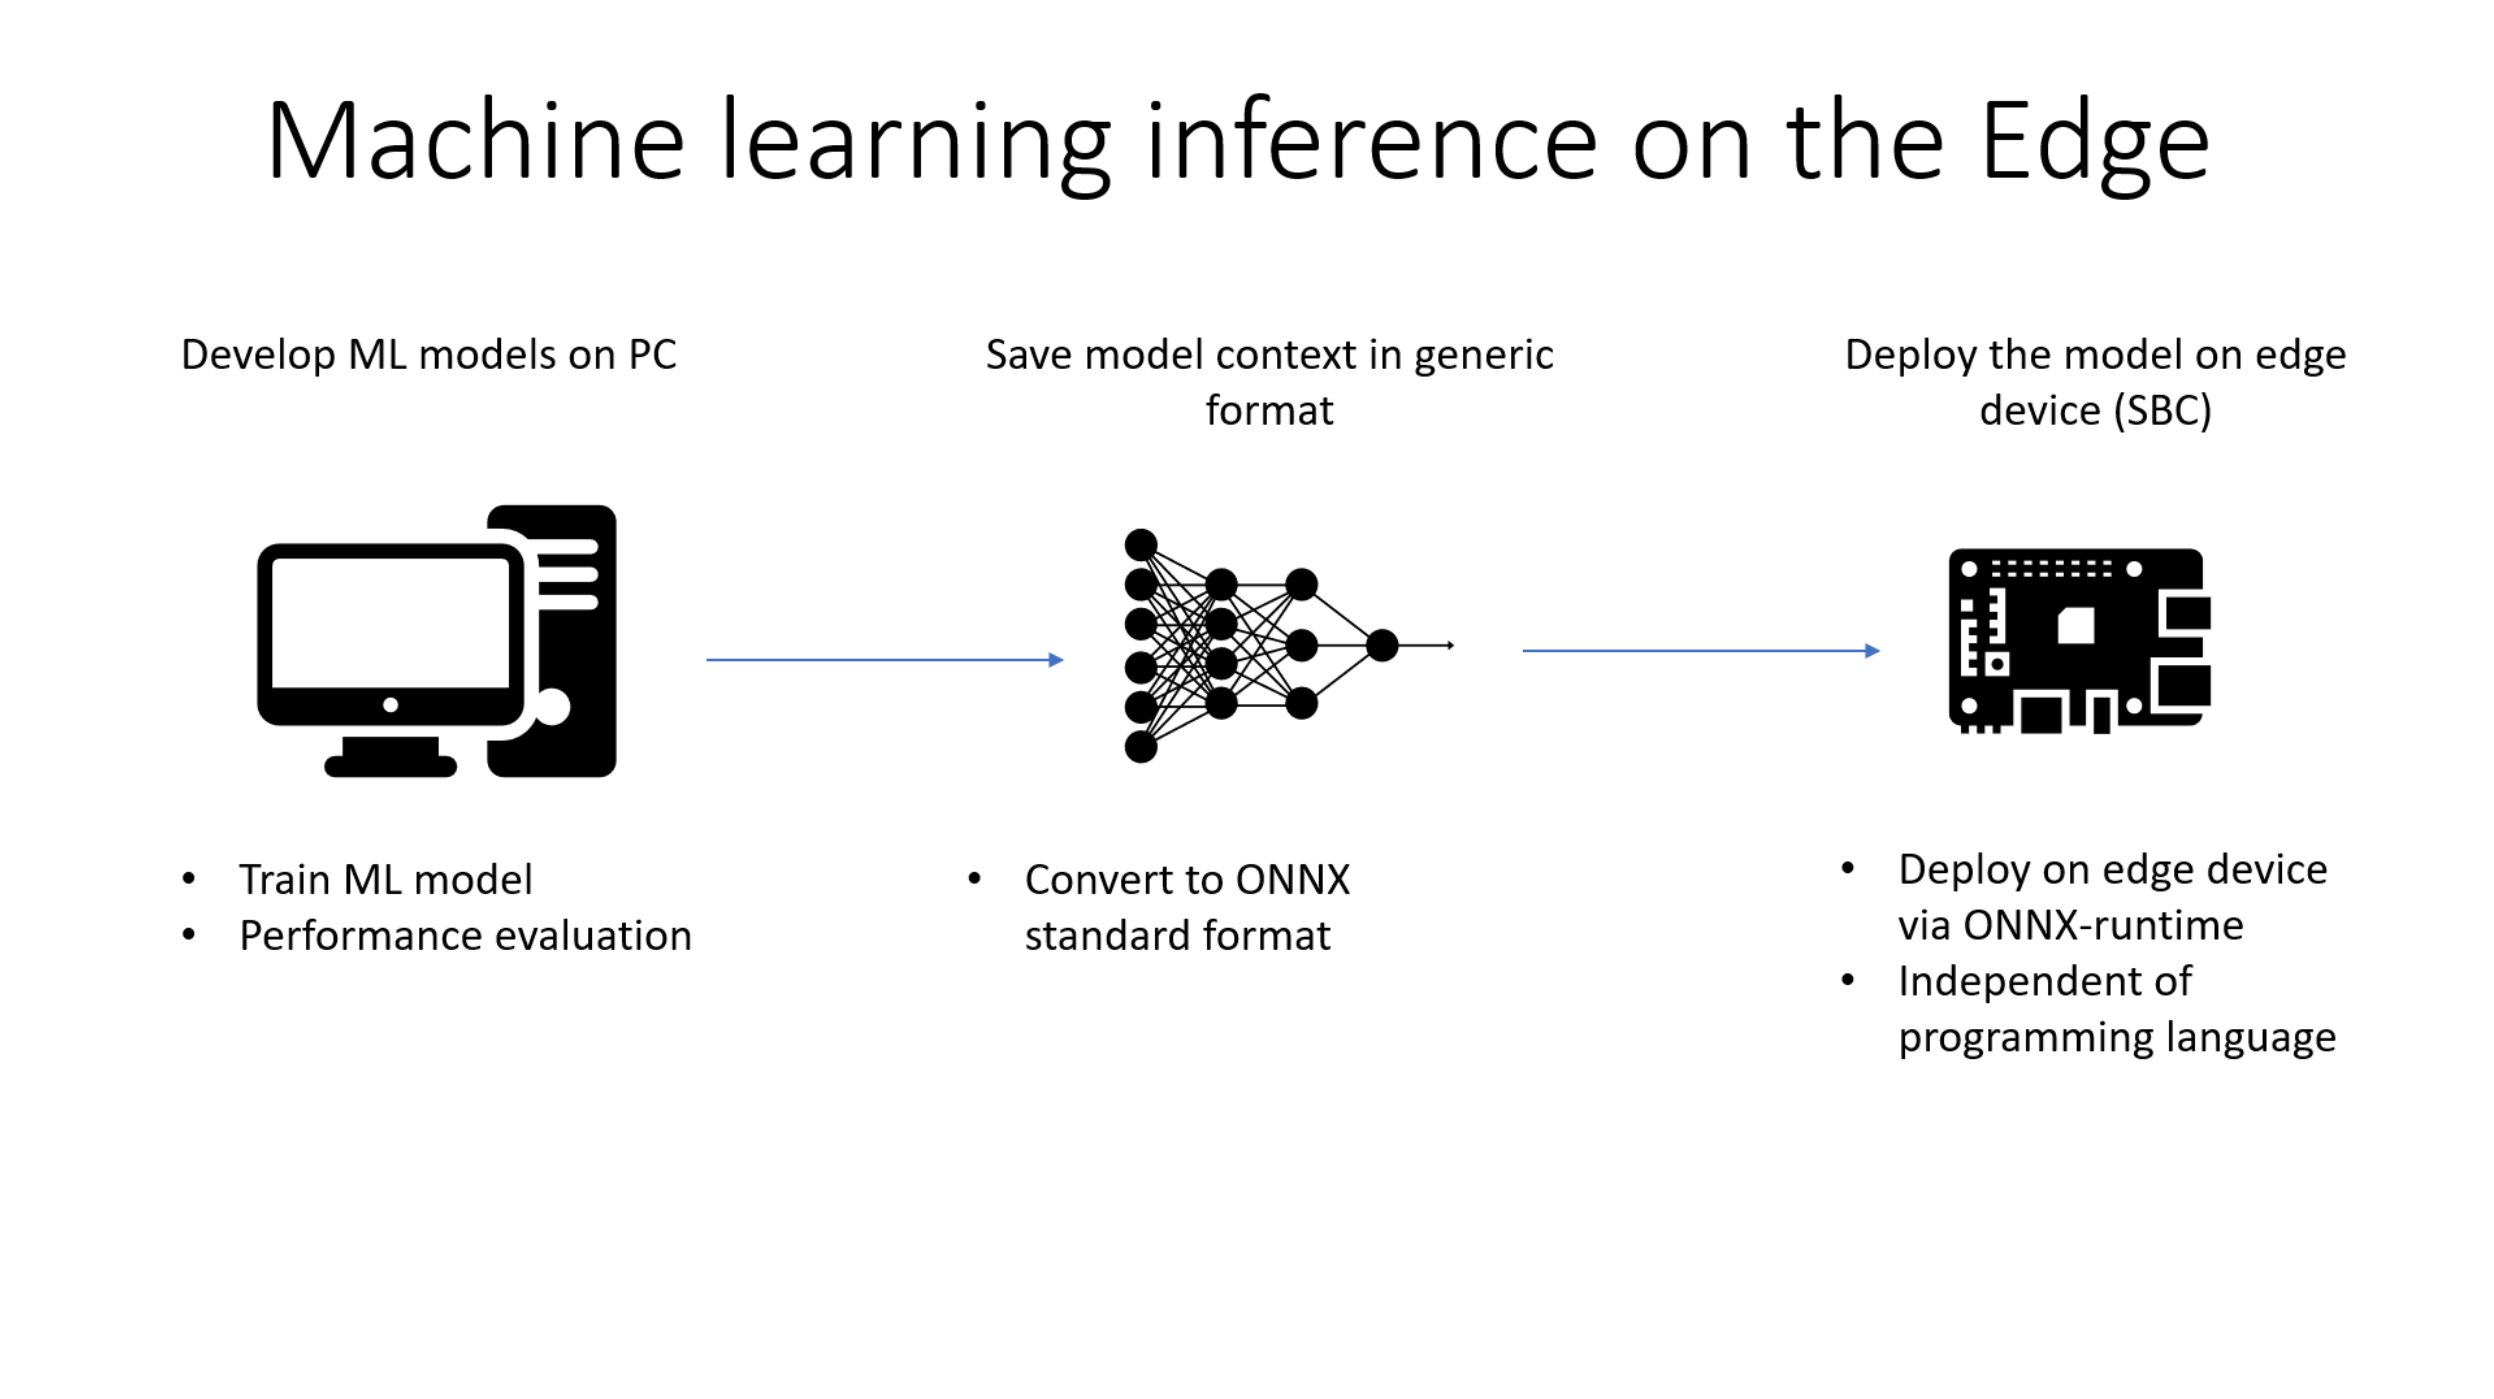 Machine learning inference on the Edge
Develop ML models on PC
Save model context in generic
format
Deploy the model on edge
device (SBC)
• Train ML model
• Performance evaluation
• Convert to ONNX
standard format
• Deploy on edge device
via ONNX-runtime
• Independent of
programming language